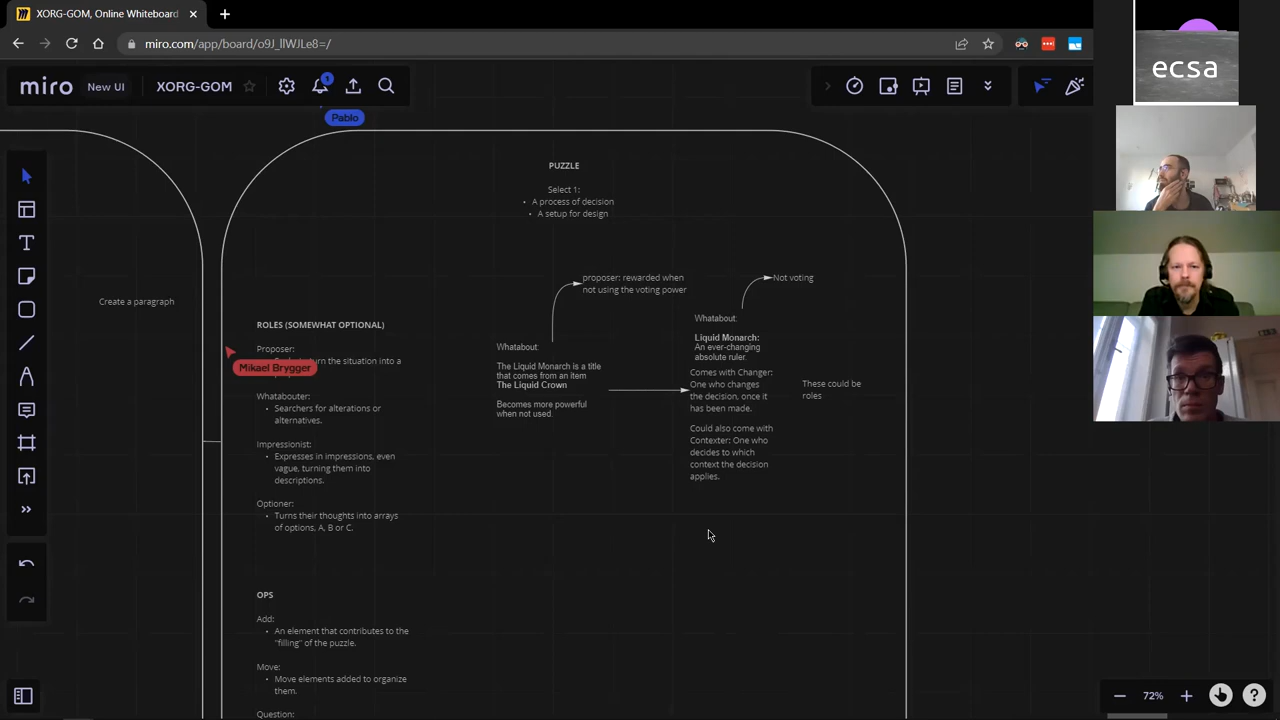 XORG-GOM, Online Whiteboard
miro.com/app/board/o9J_lIWJLe8=/
miro
New UI
XORG-GOM
1
Pablo
ecsa
PUZZLE
Select 1:
• A process of decision
• A setup for design
proposer: rewarded when
not using the voting power
Not voting
Create a paragraph
Whatabout:
Liquid Monarch:
An ever-changing
absolute ruler.
Comes with Changer:
One who changes
the decision, once it
has been made.
Could also come with
Contexter: One who
decides to which
context the decision
applies.
These could be
roles
Whatabout:
The Liquid Monarch is a title
that comes from an item
The Liquid Crown
Becomes more powerful
when not used.
ROLES (SOMEWHAT OPTIONAL)
Proposer:
turn the situation into a
Mikael Brygger
Whatabouter:
• Searchers for alterations or
alternatives.
Impressionist:
• Expresses in impressions, even
vague, turning them into
descriptions.
Optioner:
• Turns their thoughts into arrays
of options, A, B or C.
OPS
Add:
• An element that contributes to the
"filling" of the puzzle.
Move:
• Move elements added to organize
them.
Question:
72%